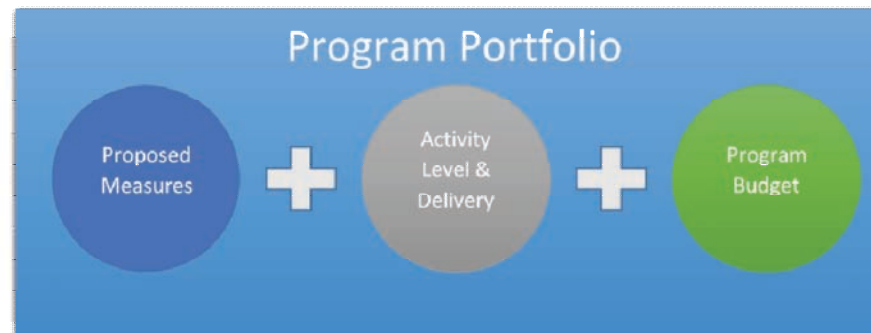 Program Portfolio
Proposed
Measures
Activity
Level &
Delivery
Program
Budget